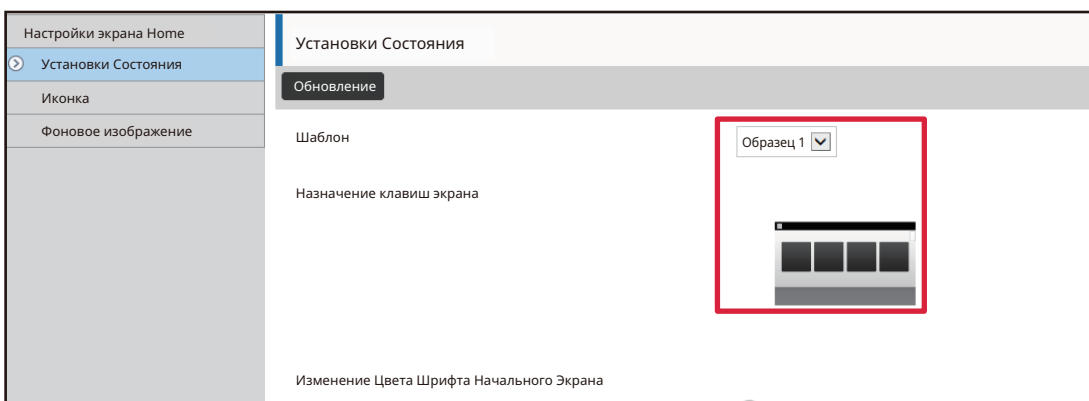 Настройки экрана Home
Установки Состояния
Иконка
Фоновое изображение
Установки Состояния
Обновление
Шаблон
Образец 1
Назначение клавиш экрана
Изменение Цвета Шрифта Начального Экрана